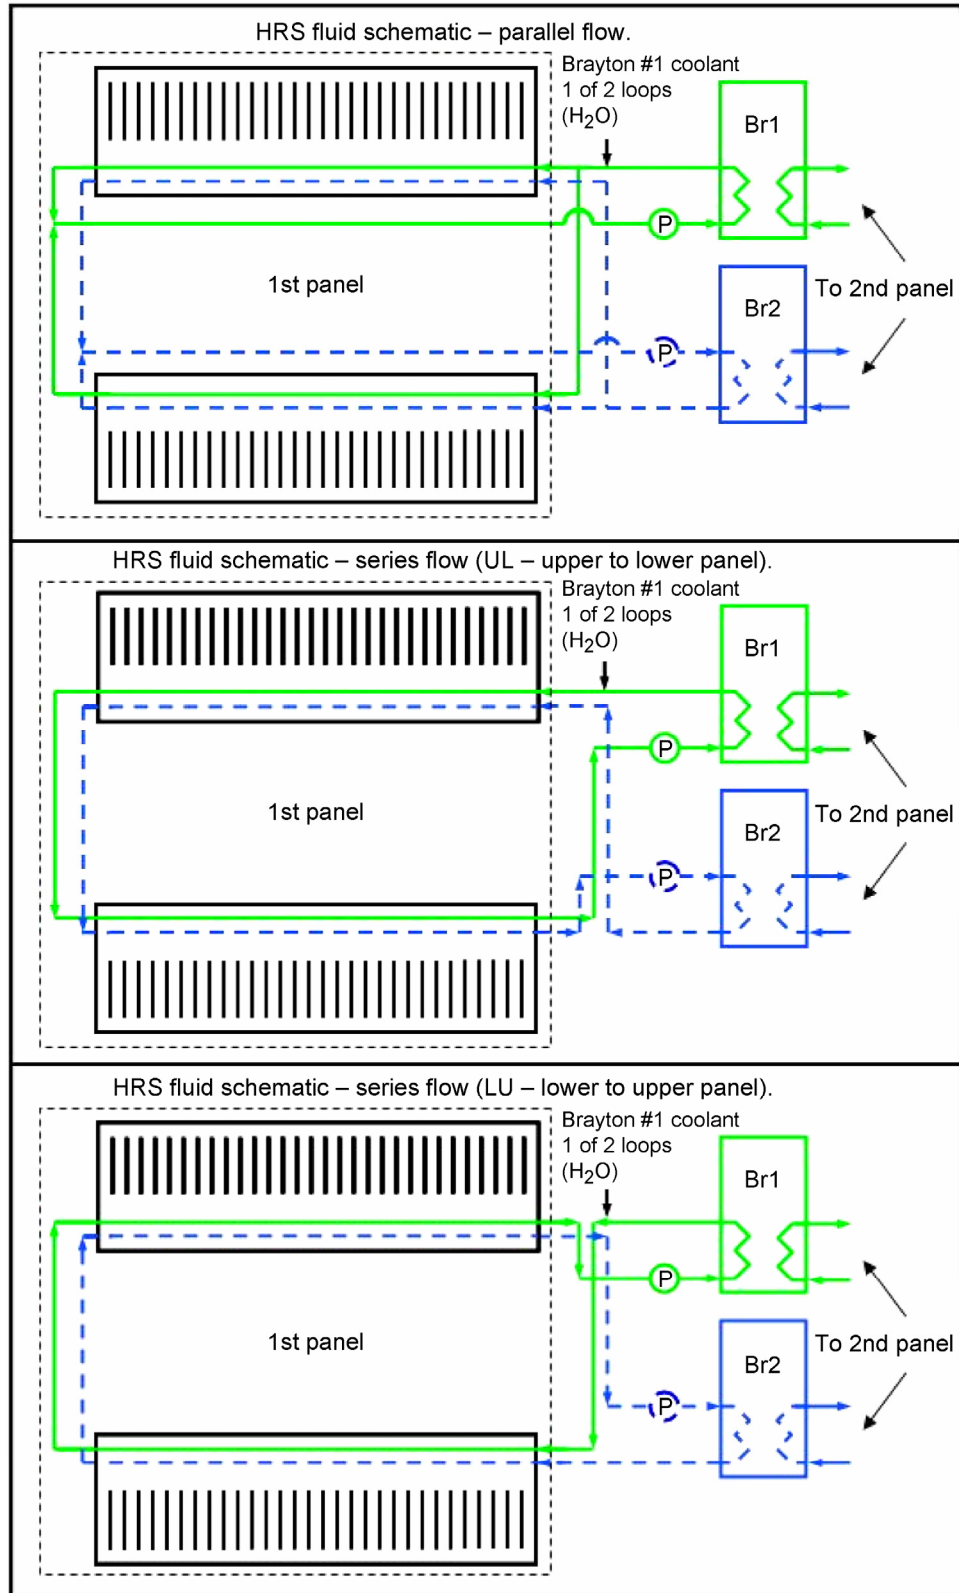 HRS fluid schematic – parallel flow.
Brayton #1 coolant
1 of 2 loops
(H₂O)
Br1
P
1st panel
To 2nd panel
Br2
P
HRS fluid schematic – series flow (UL – upper to lower panel).
Brayton #1 coolant
1 of 2 loops
(H₂O)
Br1
P
1st panel
To 2nd panel
Br2
P
HRS fluid schematic – series flow (LU – lower to upper panel).
Brayton #1 coolant
1 of 2 loops
(H₂O)
Br1
P
1st panel
To 2nd panel
Br2
P